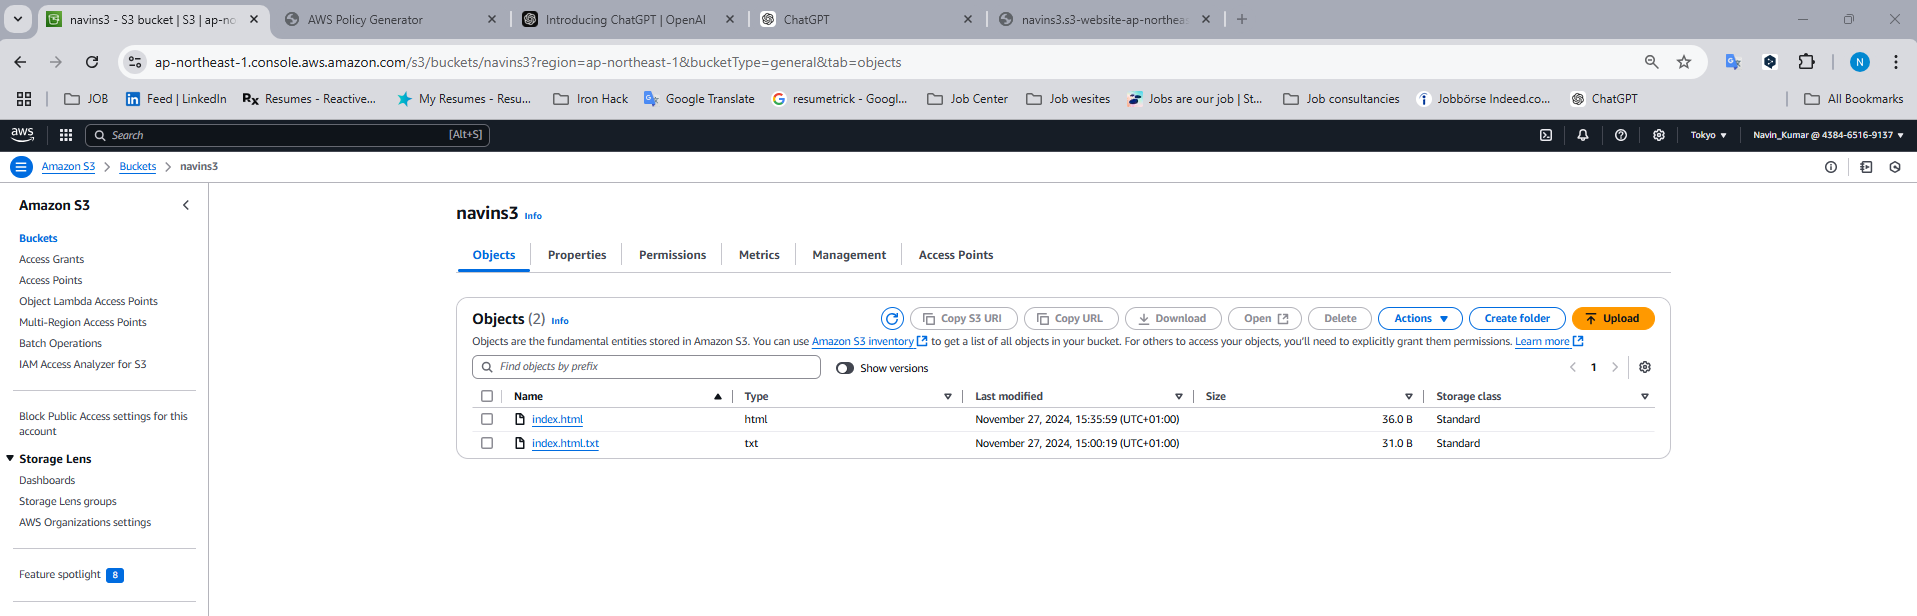 navins3 - S3 bucket | S3 | ap-no
AWS Policy Generator
Introducing ChatGPT | OpenAI
ChatGPT
navins3.s3-website-ap-northeas
ap-northeast-1.console.aws.amazon.com/s3/buckets/navins3?region=ap-northeast-1&bucketType=general&tab=objects
N
JOB
Feed | LinkedIn
Resumes - Reactive...
My Resumes - Resu...
Iron Hack
Google Translate
resumetrick - Googl...
Job Center
Job wesites
Jobs are our job | St...
Job consultancies
Jobbörse Indeed.co...
ChatGPT
All Bookmarks
aws
Search
[Alt+S]
Tokyo
Navin_Kumar @ 4384-6516-9137
Amazon S3
Buckets
navins3
Amazon S3
Buckets
Access Grants
Access Points
Object Lambda Access Points
Multi-Region Access Points
Batch Operations
IAM Access Analyzer for S3
Block Public Access settings for this
account
Storage Lens
Dashboards
Storage Lens groups
AWS Organizations settings
Feature spotlight 8
navins3 Info
Objects
Properties
Permissions
Metrics
Management
Access Points
Objects (2) Info
Copy S3 URI
Copy URL
Download
Open
Delete
Actions
Create folder
Upload
Objects are the fundamental entities stored in Amazon S3. You can use Amazon S3 inventory to get a list of all objects in your bucket. For others to access your objects, you'll need to explicitly grant them permissions. Learn more
Find objects by prefix
Show versions
1
Name Type Last modified Size Storage class
index.html html November 27, 2024, 15:35:59 (UTC+01:00) 36.0 B Standard
index.html.txt txt November 27, 2024, 15:00:19 (UTC+01:00) 31.0 B Standard